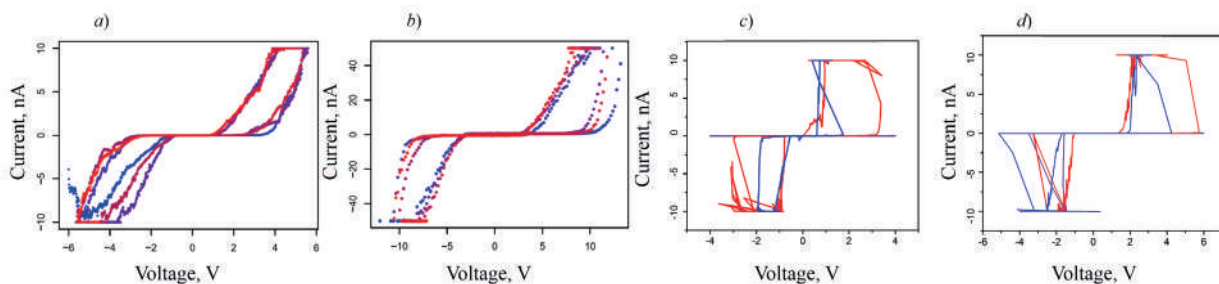 a) b) c) d)
10 40 10 10
5 20 5 5
0 0 0 0
−5 −20 −5 −5
−10 −40 −10 −10
Current, nA Current, nA Current, nA Current, nA
−6 −4 −2 0 2 4 6 −10 −5 0 5 10 −4 −2 0 2 4 −6 −4 −2 0 2 4 6
Voltage, V Voltage, V Voltage, V Voltage, V